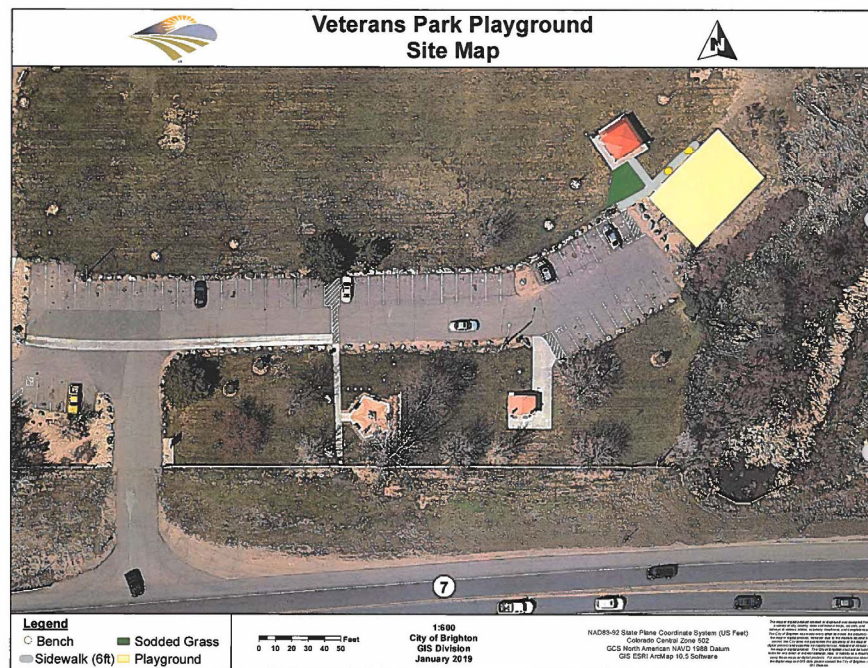 Veterans Park Playground
Site Map
N
7
Legend
Bench
Sodded Grass
Sidewalk (6ft)
Playground
0 10 20 30 40 50
Feet
1:600
City of Brighton
GIS Division
January 2019
NAD83-92 State Plane Coordinate System (US Feet)
Colorado Central Zone 502
GCS North American NAVD 1988 Datum
GIS ESRI ArcMap 10.5 Software